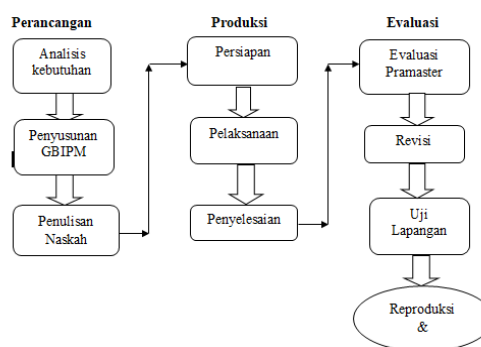 Perancangan
Analisis
kebutuhan
Penyusunan
GBIPM
Penulisan
Naskah
Produksi
Persiapan
Pelaksanaan
Penyelesaian
Evaluasi
Evaluasi
Pramaster
Revisi
Uji
Lapangan
Reproduksi
&